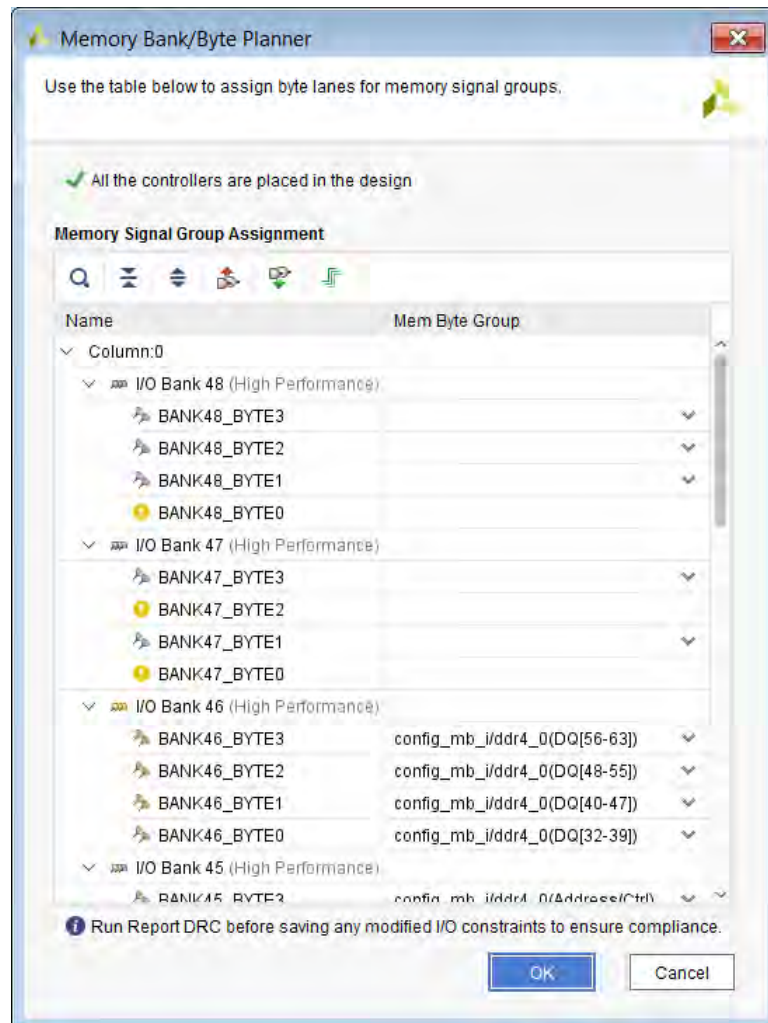 Memory Bank/Byte Planner
Use the table below to assign byte lanes for memory signal groups.
All the controllers are placed in the design
Memory Signal Group Assignment
Name Mem Byte Group
Column:0
I/O Bank 48 (High Performance)
BANK48_BYTE3
BANK48_BYTE2
BANK48_BYTE1
BANK48_BYTE0
I/O Bank 47 (High Performance)
BANK47_BYTE3
BANK47_BYTE2
BANK47_BYTE1
BANK47_BYTE0
I/O Bank 46 (High Performance)
BANK46_BYTE3 config_mb_i/ddr4_0(DQ[56-63])
BANK46_BYTE2 config_mb_i/ddr4_0(DQ[48-55])
BANK46_BYTE1 config_mb_i/ddr4_0(DQ[40-47])
BANK46_BYTE0 config_mb_i/ddr4_0(DQ[32-39])
I/O Bank 45 (High Performance)
BANK45_BYTE3 config_mb_i/ddr4_0(Address/Ctrl)
Run Report DRC before saving any modified I/O constraints to ensure compliance.
OK Cancel